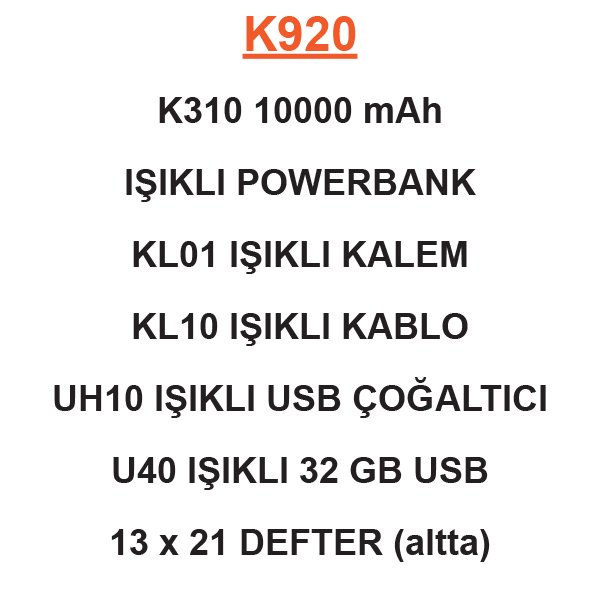 K920
K310 10000 mAh
IŞIKLI POWERBANK
KL01 IŞIKLI KALEM
KL10 IŞIKLI KABLO
UH10 IŞIKLI USB ÇOĞALTICI
U40 IŞIKLI 32 GB USB
13 x 21 DEFTER (altta)